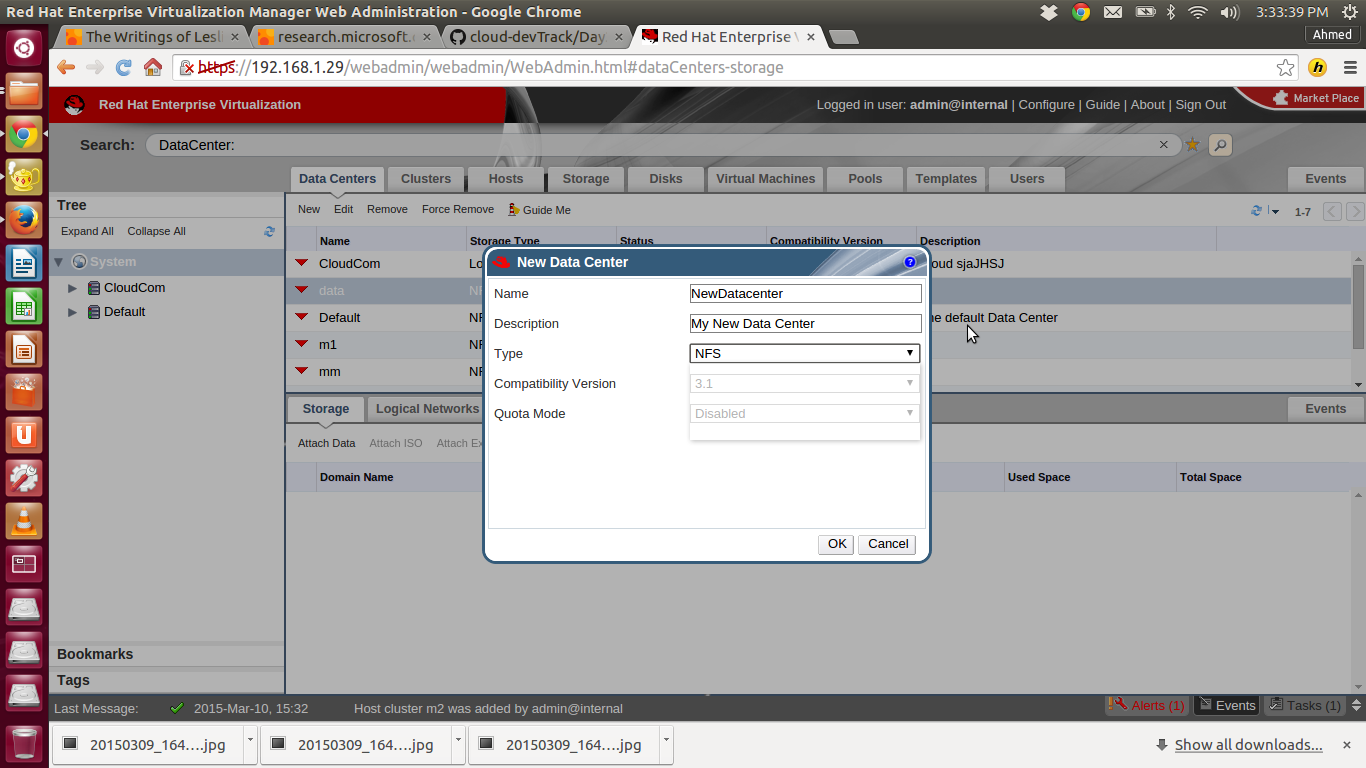 Red Hat Enterprise Virtualization Manager Web Administration - Google Chrome
3:33:39 PM
The Writings of Lesli
research.microsoft.c
cloud-devTrack/Day
Red Hat Enterprise V
Ahmed
https://192.168.1.29/webadmin/webadmin/WebAdmin.html#dataCenters-storage
Red Hat Enterprise Virtualization
Logged in user: admin@internal | Configure | Guide | About | Sign Out
Market Place
Search: DataCenter:
Data Centers Clusters Hosts Storage Disks Virtual Machines Pools Templates Users Events
Tree
Expand All Collapse All
System
CloudCom
Default
New Edit Remove Force Remove Guide Me
1-7
Name Storage Type Status Compatibility Version Description
CloudCom Lo oud sjaJHSJ
data NF
Default NF he default Data Center
m1 NF
mm NF
New Data Center
Name NewDatacenter
Description My New Data Center
Type NFS
Compatibility Version 3.1
Quota Mode Disabled
OK Cancel
Storage Logical Networks Events
Attach Data Attach ISO Attach Ex
Domain Name Used Space Total Space
Bookmarks
Tags
Last Message: 2015-Mar-10, 15:32 Host cluster m2 was added by admin@internal
Alerts (1) Events Tasks (1)
20150309_164....jpg
20150309_164....jpg
20150309_164....jpg
Show all downloads...